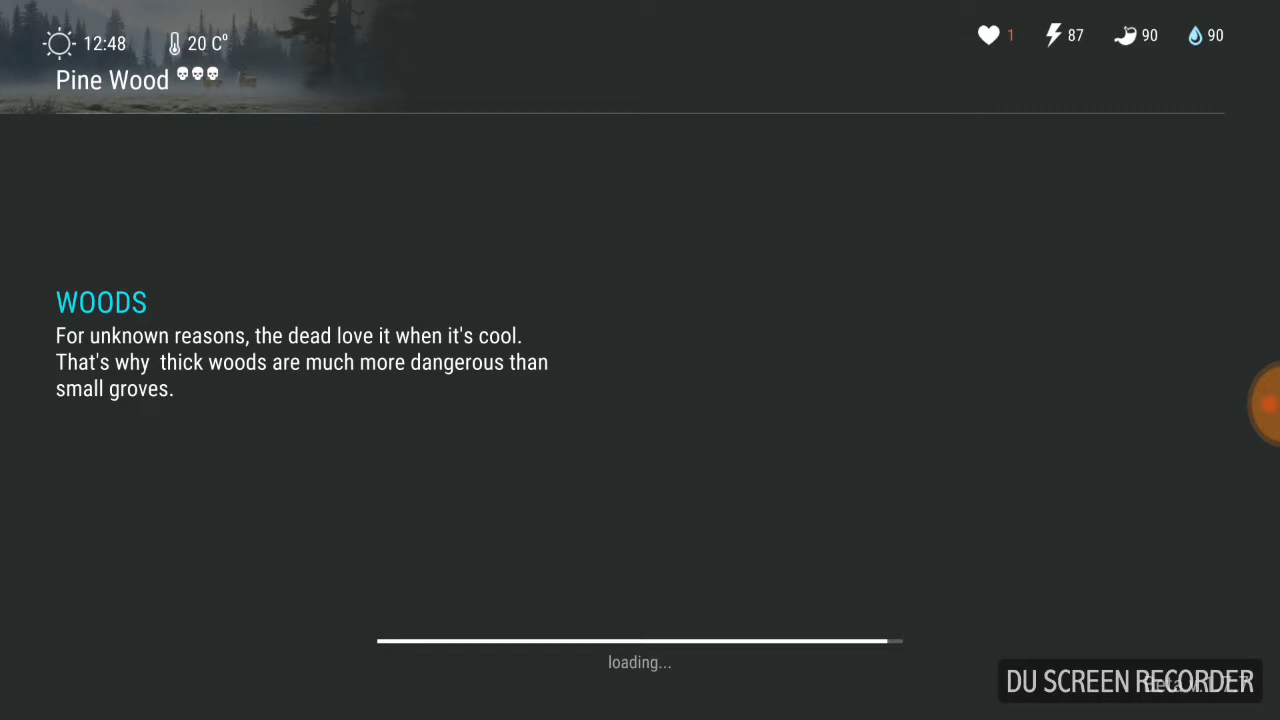 12:48 20 Cº 1 87 90 90
Pine Wood
WOODS
For unknown reasons, the dead love it when it's cool.
That's why thick woods are much more dangerous than
small groves.
loading...
DU SCREEN RECORDER